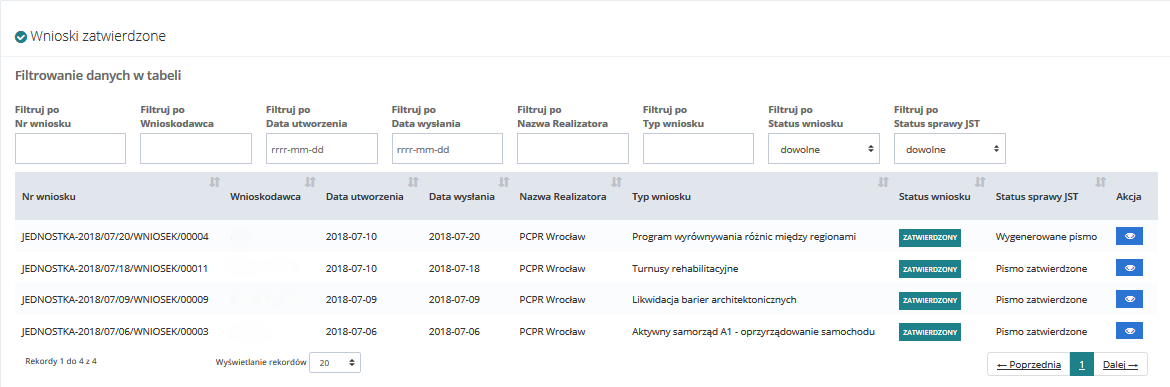 Wnioski zatwierdzone
Filtrowanie danych w tabeli
Filtruj po Nr wniosku
Filtruj po Wnioskodawca
Filtruj po Data utworzenia
Filtruj po Data wysłania
Filtruj po Nazwa Realizatora
Filtruj po Typ wniosku
Filtruj po Status wniosku
Filtruj po Status sprawy JST
rrrr-mm-dd rrrr-mm-dd dowolne dowolne
Nr wniosku Wnioskodawca Data utworzenia Data wysłania Nazwa Realizatora Typ wniosku Status wniosku Status sprawy JST Akcja
JEDNOSTKA-2018/07/20/WNIOSEK/00004 2018-07-10 2018-07-20 PCPR Wrocław Program wyrównywania różnic między regionami ZATWIERDZONY Wygenerowane pismo
JEDNOSTKA-2018/07/18/WNIOSEK/00011 2018-07-10 2018-07-18 PCPR Wrocław Turnusy rehabilitacyjne ZATWIERDZONY Pismo zatwierdzone
JEDNOSTKA-2018/07/09/WNIOSEK/00009 2018-07-09 2018-07-09 PCPR Wrocław Likwidacja barier architektonicznych ZATWIERDZONY Pismo zatwierdzone
JEDNOSTKA-2018/07/06/WNIOSEK/00003 2018-07-06 2018-07-06 PCPR Wrocław Aktywny samorząd A1 - oprzyrządowanie samochodu ZATWIERDZONY Pismo zatwierdzone
Rekordy 1 do 4 z 4 Wyświetlanie rekordów 20 ← Poprzednia 1 Dalej →